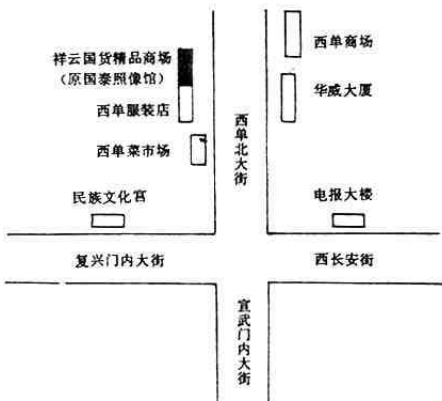 祥云国货精品商场
（原国泰照像馆）
西单服装店
西单菜市场
民族文化宫
西单商场
华威大厦
电报大楼
西单北大街
复兴门内大街
西长安街
宣武门内大街